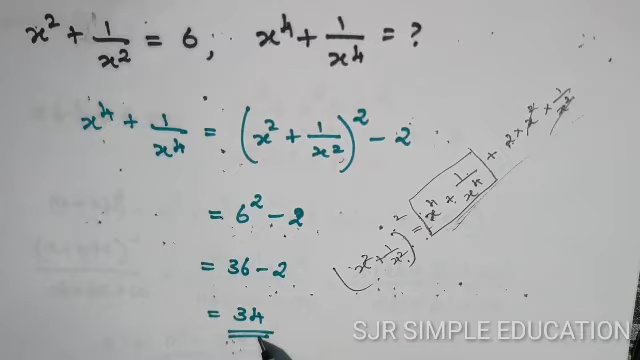 x² + 1/x² = 6, x⁴ + 1/x⁴ = ?
x⁴ + 1/x⁴ = (x² + 1/x²)² - 2
= 6² - 2
= 36 - 2
= 34
(x² + 1/x²)² = x⁴ + 1/x⁴ + 2 × x² × 1/x²
SJR SIMPLE EDUCATION